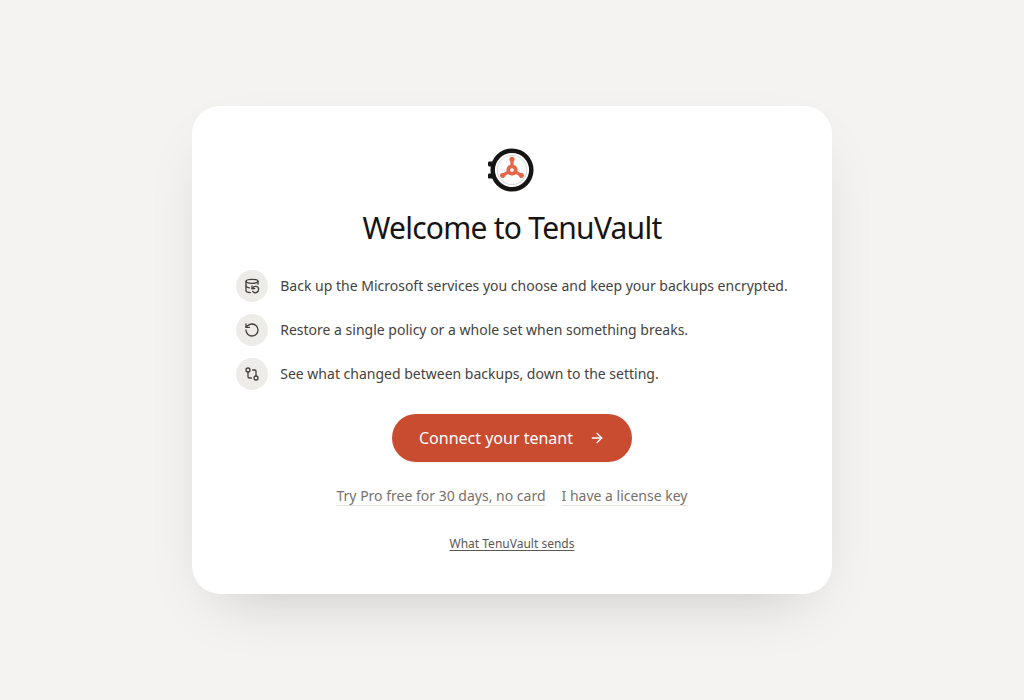 Welcome to TenuVault
Back up the Microsoft services you choose and keep your backups encrypted.
Restore a single policy or a whole set when something breaks.
See what changed between backups, down to the setting.
Connect your tenant
Try Pro free for 30 days, no card I have a license key
What TenuVault sends